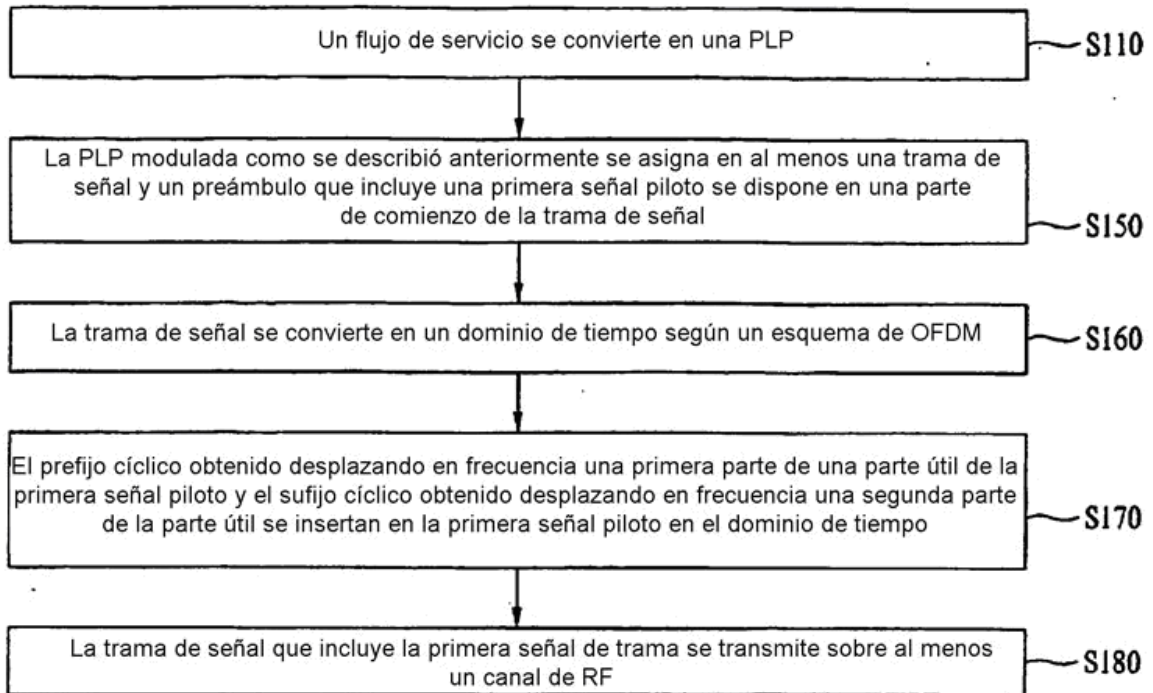 Un flujo de servicio se convierte en una PLP
S110
La PLP modulada como se describió anteriormente se asigna en al menos una trama de
señal y un preámbulo que incluye una primera señal piloto se dispone en una parte
de comienzo de la trama de señal
S150
La trama de señal se convierte en un dominio de tiempo según un esquema de OFDM
S160
El prefijo cíclico obtenido desplazando en frecuencia una primera parte de una parte útil de la
primera señal piloto y el sufijo cíclico obtenido desplazando en frecuencia una segunda parte
de la parte útil se insertan en la primera señal piloto en el dominio de tiempo
S170
La trama de señal que incluye la primera señal de trama se transmite sobre al menos
un canal de RF
S180